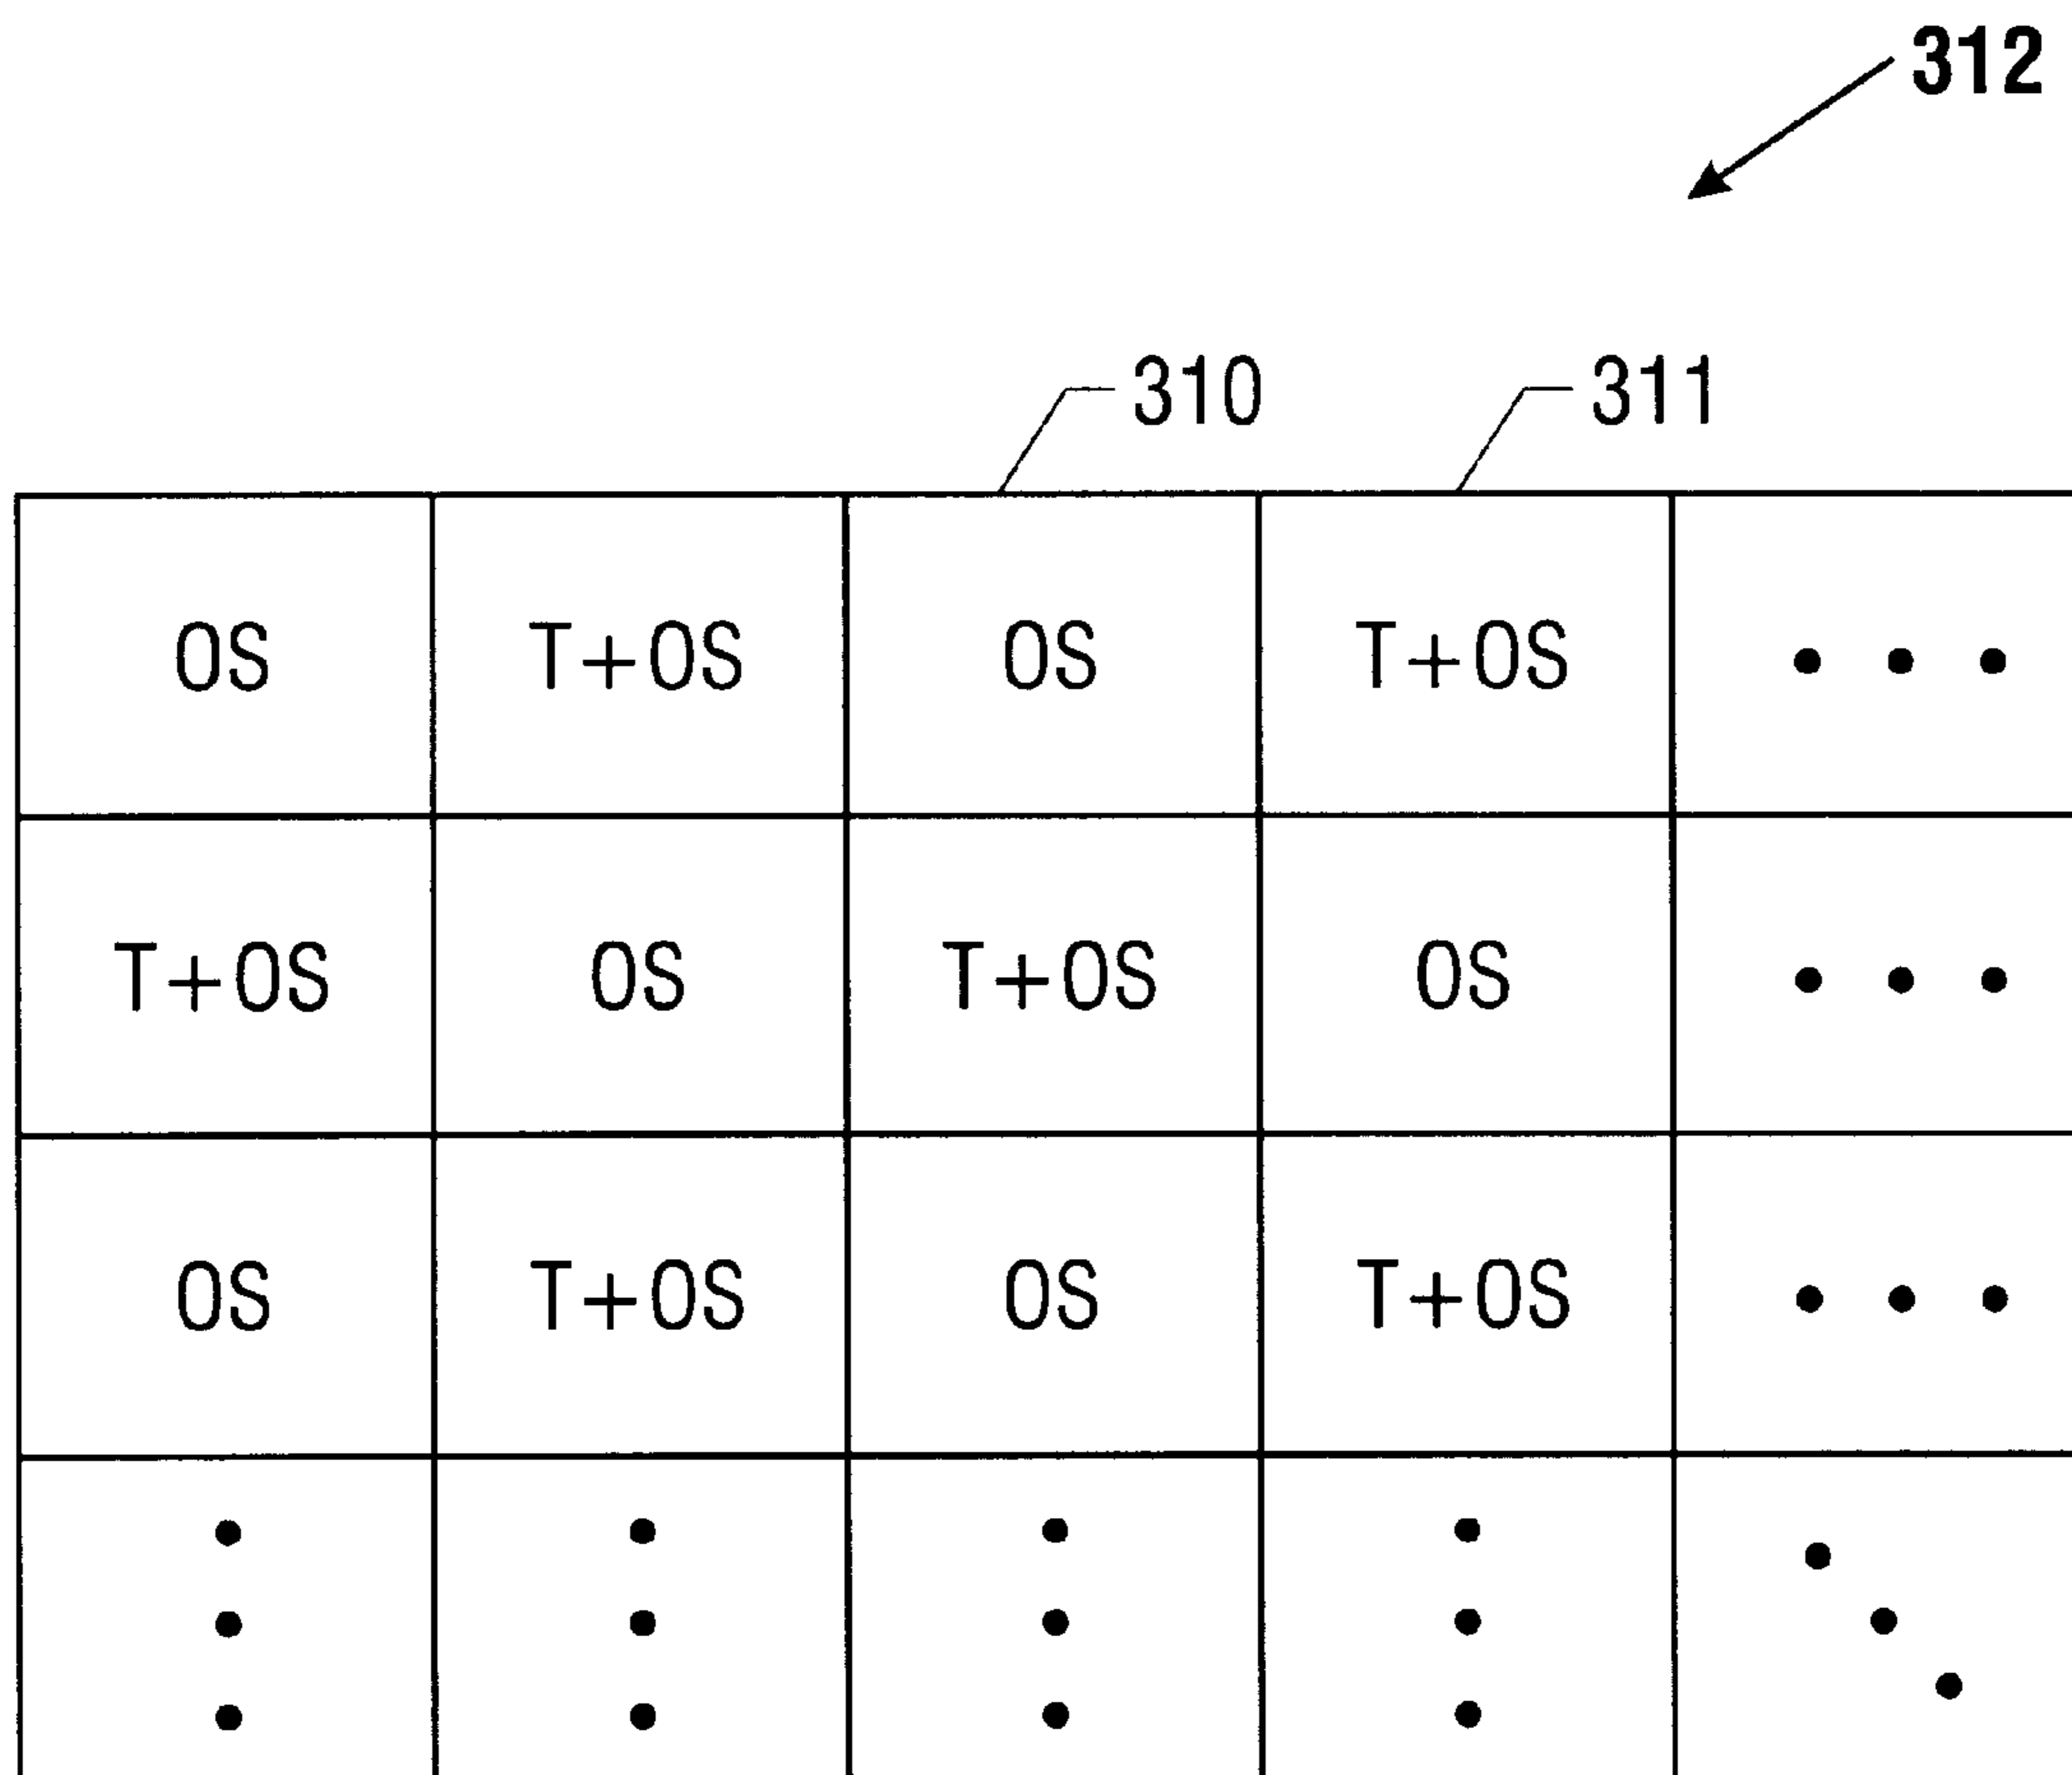 312
310 311
OS T+OS OS T+OS • • •
T+OS OS T+OS OS • • •
OS T+OS OS T+OS • • •